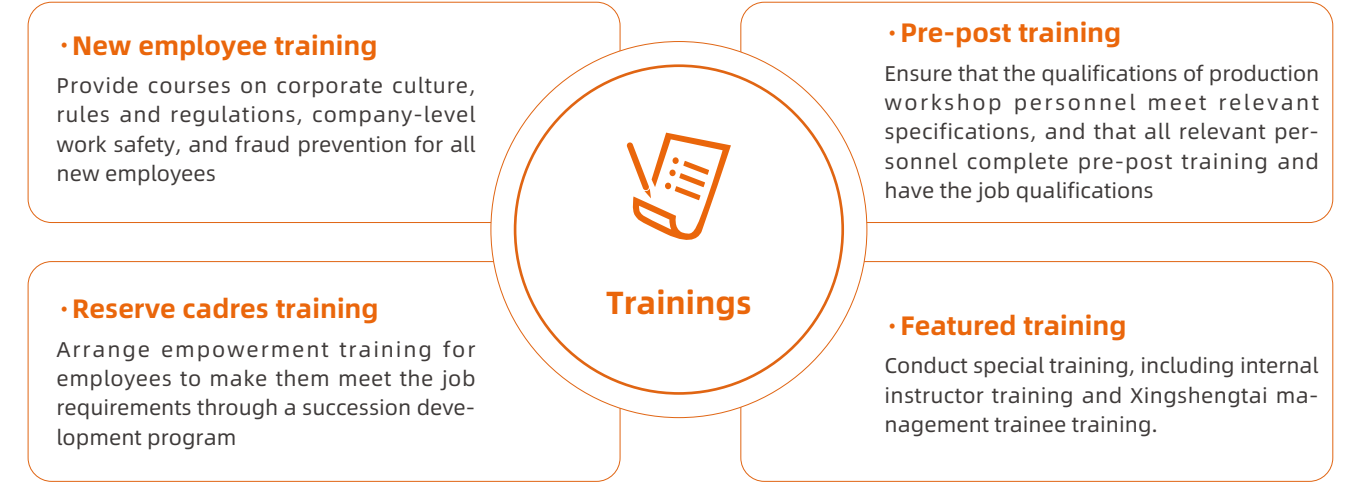 ·New employee training
Provide courses on corporate culture,
rules and regulations, company-level
work safety, and fraud prevention for all
new employees
·Pre-post training
Ensure that the qualifications of production
workshop personnel meet relevant
specifications, and that all relevant per-
sonnel complete pre-post training and
have the job qualifications
Trainings
·Reserve cadres training
Arrange empowerment training for
employees to make them meet the job
requirements through a succession deve-
lopment program
·Featured training
Conduct special training, including internal
instructor training and Xingshengtai ma-
nagement trainee training.